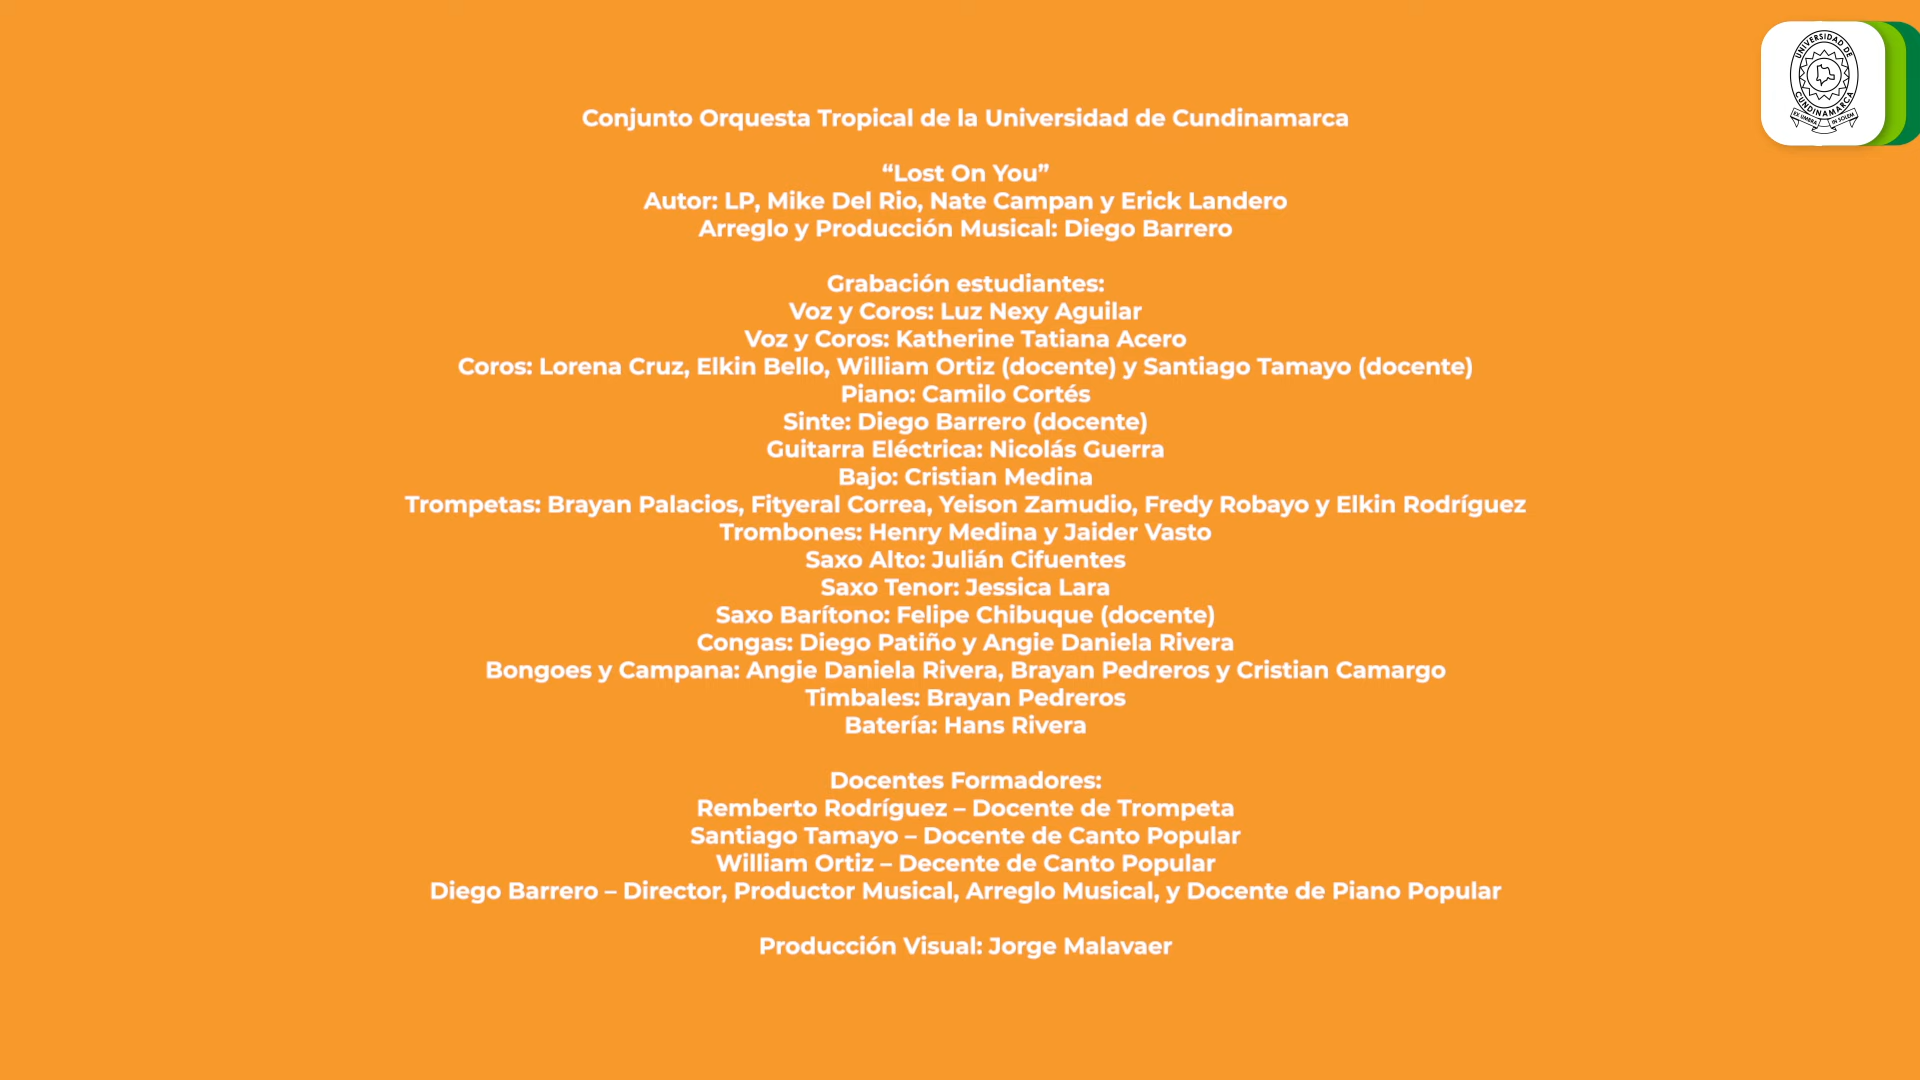 Conjunto Orquesta Tropical de la Universidad de Cundinamarca
“Lost On You”
Autor: LP, Mike Del Rio, Nate Campan y Erick Landero
Arreglo y Producción Musical: Diego Barrero
Grabación estudiantes:
Voz y Coros: Luz Nexy Aguilar
Voz y Coros: Katherine Tatiana Acero
Coros: Lorena Cruz, Elkin Bello, William Ortiz (docente) y Santiago Tamayo (docente)
Piano: Camilo Cortés
Sinte: Diego Barrero (docente)
Guitarra Eléctrica: Nicolás Guerra
Bajo: Cristian Medina
Trompetas: Brayan Palacios, Fityeral Correa, Yeison Zamudio, Fredy Robayo y Elkin Rodríguez
Trombones: Henry Medina y Jaider Vasto
Saxo Alto: Julián Cifuentes
Saxo Tenor: Jessica Lara
Saxo Barítono: Felipe Chibuque (docente)
Congas: Diego Patiño y Angie Daniela Rivera
Bongoes y Campana: Angie Daniela Rivera, Brayan Pedreros y Cristian Camargo
Timbales: Brayan Pedreros
Batería: Hans Rivera
Docentes Formadores:
Remberto Rodríguez – Docente de Trompeta
Santiago Tamayo – Docente de Canto Popular
William Ortiz – Decente de Canto Popular
Diego Barrero – Director, Productor Musical, Arreglo Musical, y Docente de Piano Popular
Producción Visual: Jorge Malavaer
UNIVERSIDAD DE
CUNDINAMARCA
EX UMBRA IN SOLEM